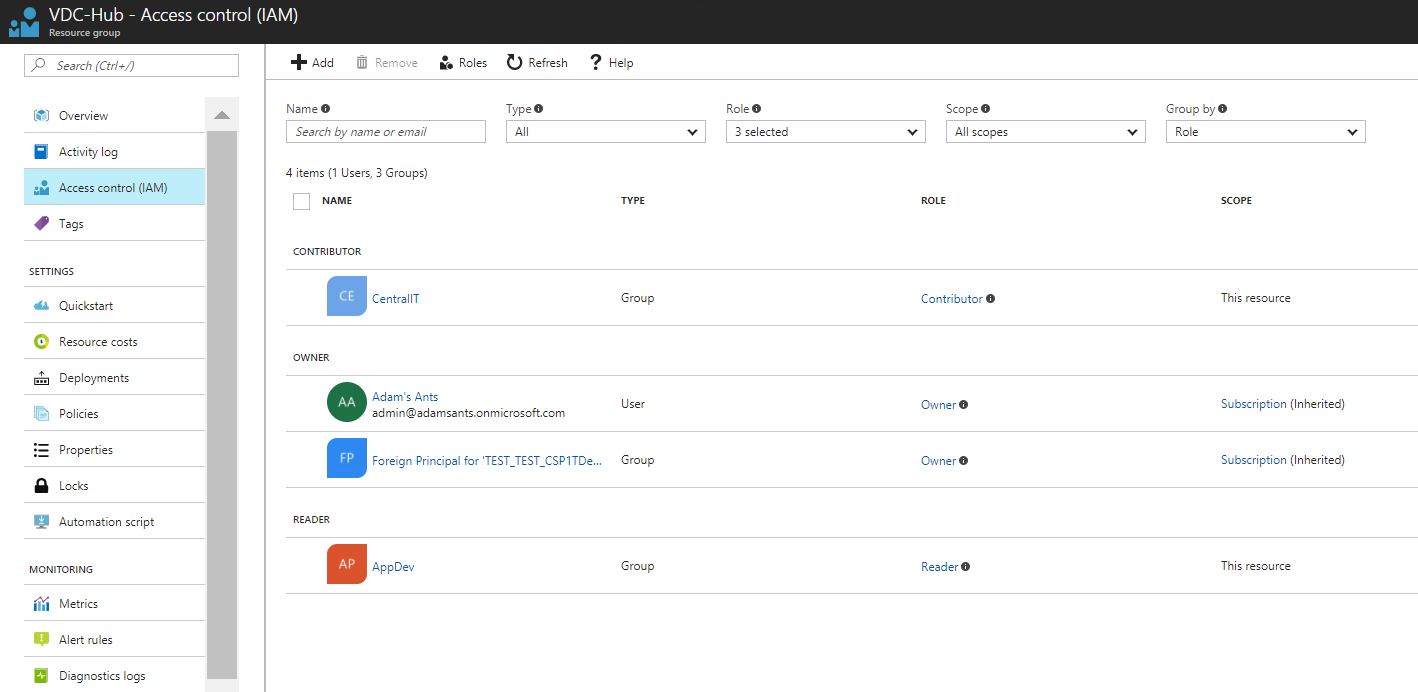 VDC-Hub - Access control (IAM)
Resource group
Search (Ctrl+/)
Overview
Activity log
Access control (IAM)
Tags
SETTINGS
Quickstart
Resource costs
Deployments
Policies
Properties
Locks
Automation script
MONITORING
Metrics
Alert rules
Diagnostics logs
Add Remove Roles Refresh Help
Name Type Role Scope Group by
Search by name or email All 3 selected All scopes Role
4 items (1 Users, 3 Groups)
NAME TYPE ROLE SCOPE
CONTRIBUTOR
CE CentralIT Group Contributor This resource
OWNER
AA Adam's Ants User Owner Subscription (Inherited)
admin@adamsants.onmicrosoft.com
FP Foreign Principal for 'TEST_TEST_CSP1TDe... Group Owner Subscription (Inherited)
READER
AP AppDev Group Reader This resource